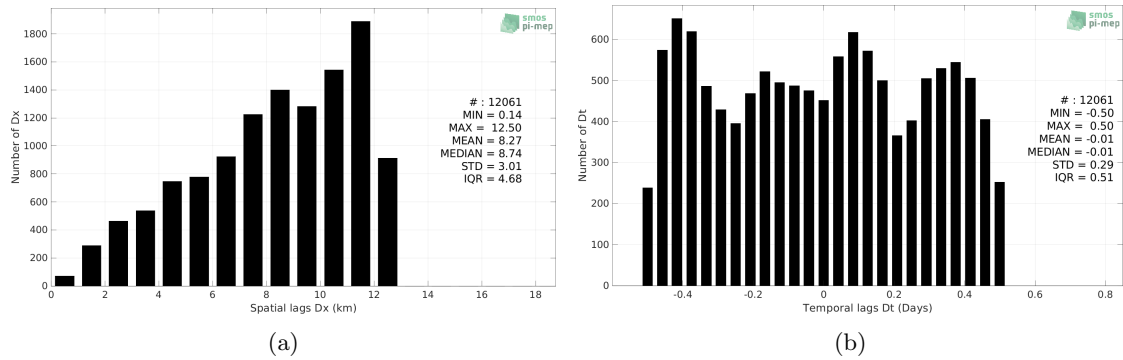 smos
pi-mep
1800
1600
1400
1200
1000
800
600
400
200
0
Number of Dx
# : 12061
MIN = 0.14
MAX = 12.50
MEAN = 8.27
MEDIAN = 8.74
STD = 3.01
IQR = 4.68
0 2 4 6 8 10 12 14 16 18
Spatial lags Dx (km)
(a)
smos
pi-mep
600
500
400
300
200
100
0
Number of Dt
# : 12061
MIN = -0.50
MAX = 0.50
MEAN = -0.01
MEDIAN = -0.01
STD = 0.29
IQR = 0.51
-0.4 -0.2 0 0.2 0.4 0.6 0.8
Temporal lags Dt (Days)
(b)